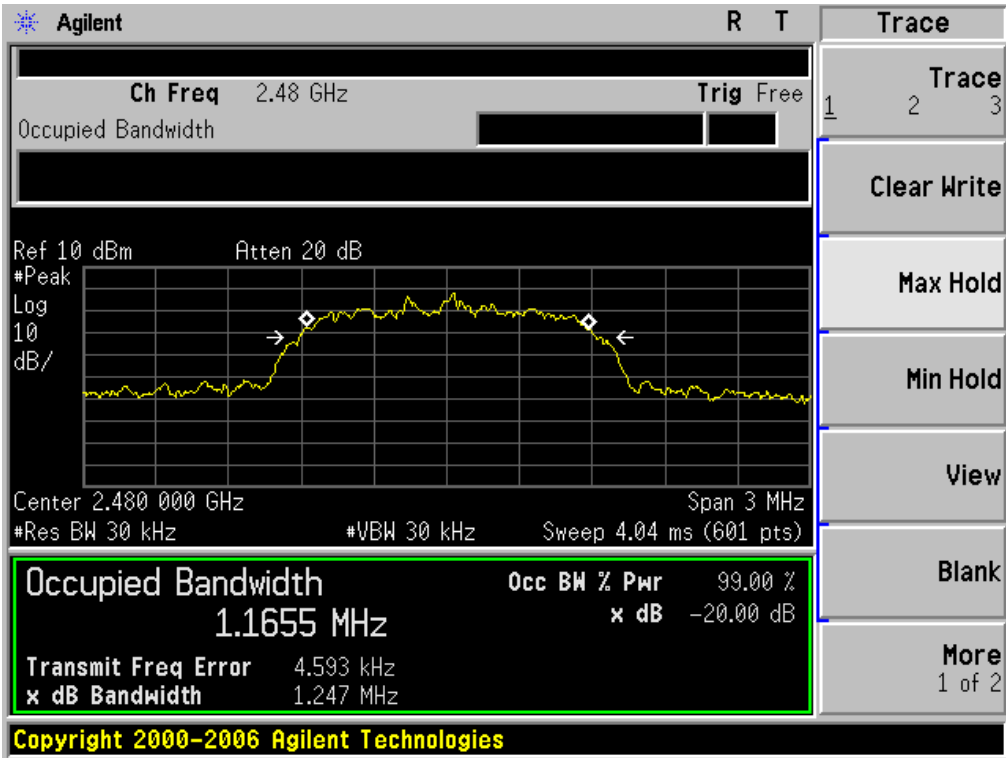 Agilent R T
Ch Freq 2.48 GHz Trig Free
Occupied Bandwidth
Ref 10 dBm Atten 20 dB
#Peak
Log
10
dB/
Center 2.480 000 GHz Span 3 MHz
#Res BW 30 kHz #VBW 30 kHz Sweep 4.04 ms (601 pts)
Occupied Bandwidth
1.1655 MHz
Occ BW % Pwr 99.00 %
x dB -20.00 dB
Transmit Freq Error 4.593 kHz
x dB Bandwidth 1.247 MHz
Copyright 2000-2006 Agilent Technologies
Trace
Trace
1 2 3
Clear Write
Max Hold
Min Hold
View
Blank
More
1 of 2